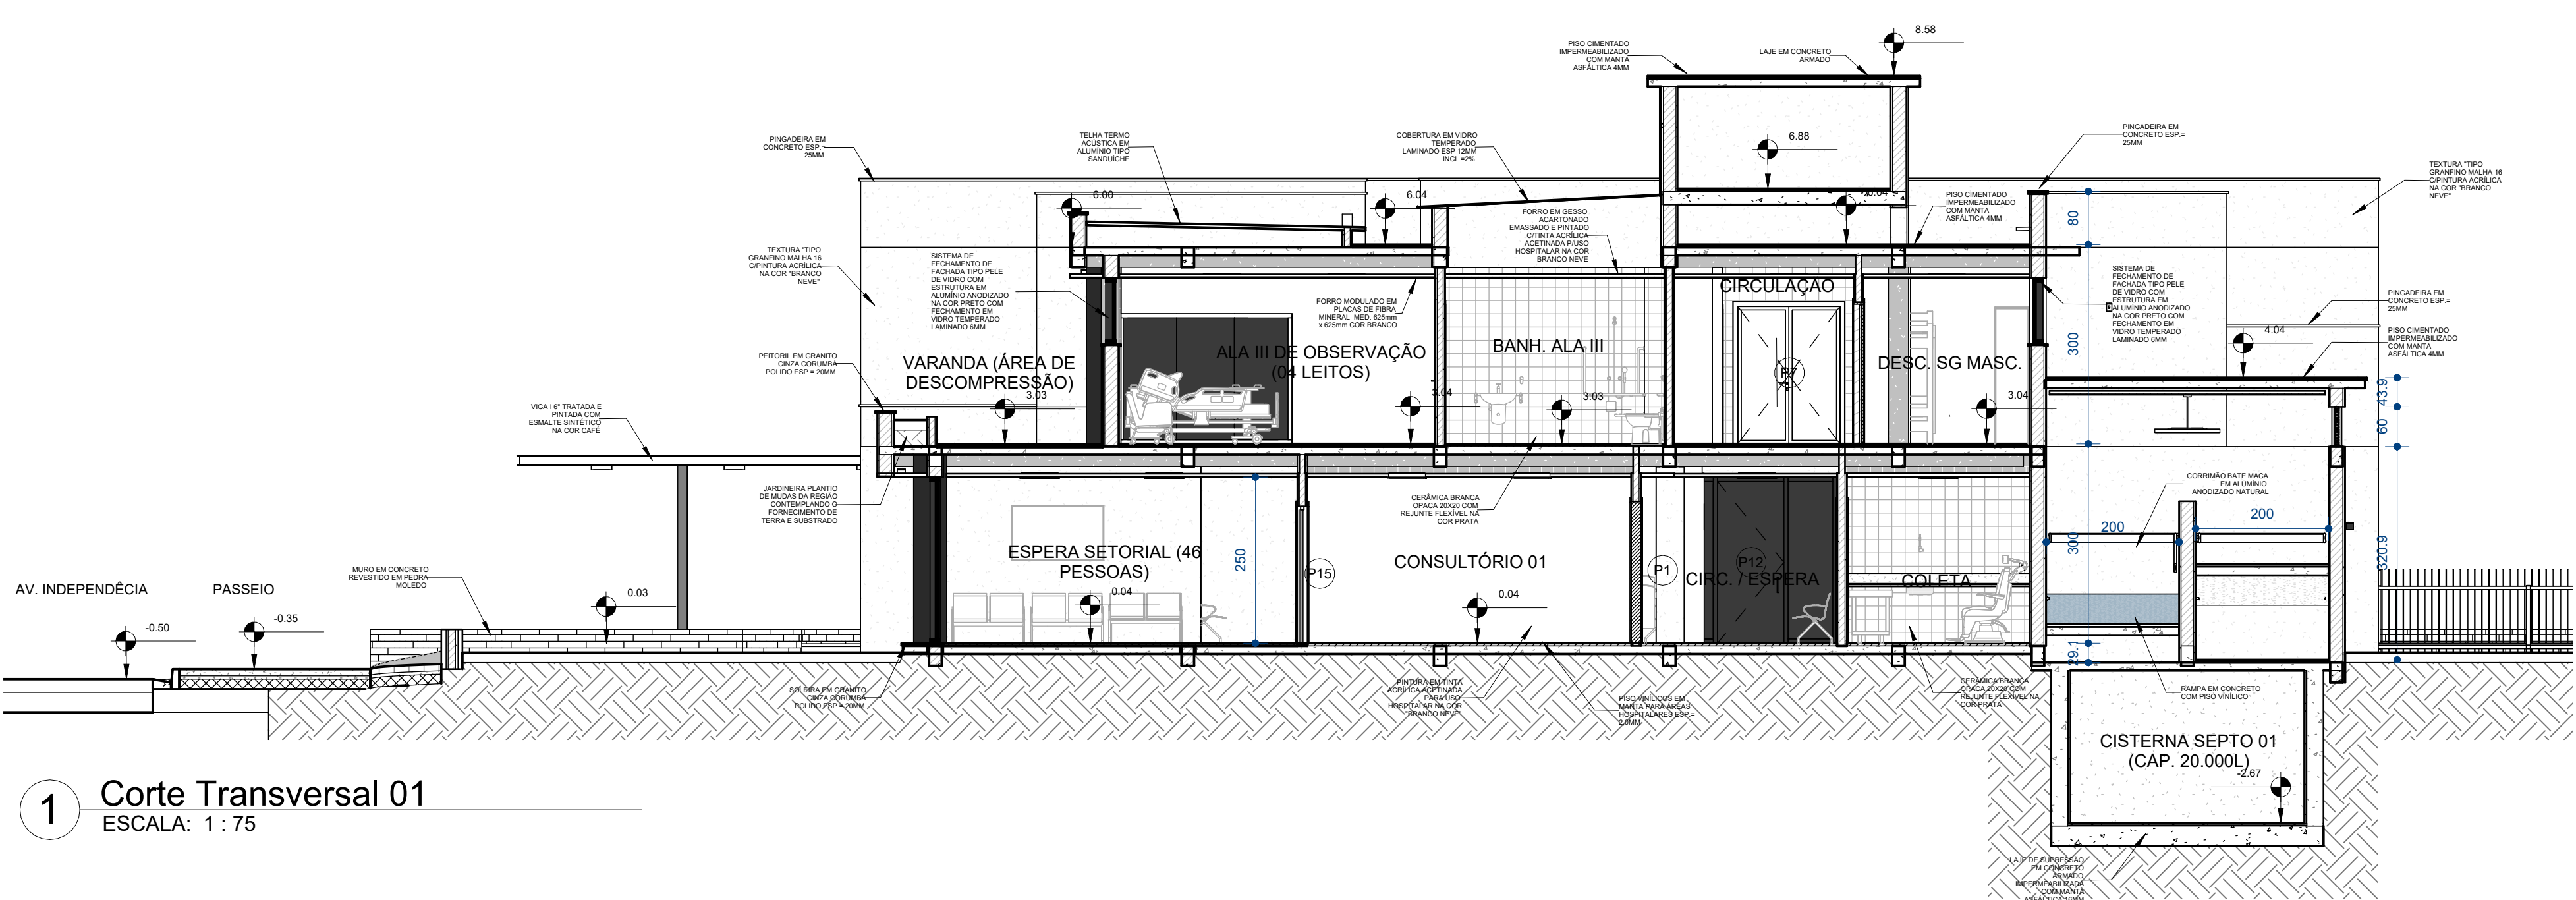 8.58
PISO CIMENTADO
IMPERMEABILIZADO
COM MANTA
ASFÁLTICA 4MM
LAJE EM CONCRETO
ARMADO
6.88
PINGADEIRA EM
CONCRETO ESP.=
25MM
TELHA TERMO
ACÚSTICA EM
ALUMÍNIO TIPO
SANDUÍCHE
COBERTURA EM VIDRO
TEMPERADO
LAMINADO ESP 12MM
INCL.=2%
PINGADEIRA EM
CONCRETO ESP.=
25MM
TEXTURA "TIPO
GRANFINO MALHA 16
C/PINTURA ACRÍLICA
NA COR "BRANCO
NEVE"
6.00
6.04
6.04
FORRO EM GESSO
ACARTONADO
EMASSADO E PINTADO
C/TINTA ACRÍLICA
ACETINADA P/USO
HOSPITALAR NA COR
BRANCO NEVE
PISO CIMENTADO
IMPERMEABILIZADO
COM MANTA
ASFÁLTICA 4MM
80
TEXTURA "TIPO
GRANFINO MALHA 16
C/PINTURA ACRÍLICA
NA COR "BRANCO
NEVE"
SISTEMA DE
FECHAMENTO DE
FACHADA TIPO PELE
DE VIDRO COM
ESTRUTURA EM
ALUMÍNIO ANODIZADO
NA COR PRETO COM
FECHAMENTO EM
VIDRO TEMPERADO
LAMINADO 6MM
FORRO MODULADO EM
PLACAS DE FIBRA
MINERAL  MED. 625mm
x 625mm COR BRANCO
CIRCULAÇÃO
SISTEMA DE
FECHAMENTO DE
FACHADA TIPO PELE
DE VIDRO COM
ESTRUTURA EM
ALUMÍNIO ANODIZADO
NA COR PRETO COM
FECHAMENTO EM
VIDRO TEMPERADO
LAMINADO 6MM
PINGADEIRA EM
CONCRETO ESP.=
25MM
4.04
PISO CIMENTADO
IMPERMEABILIZADO
COM MANTA
ASFÁLTICA 4MM
300
PEITORIL EM GRANITO
CINZA CORUMBÁ
POLIDO ESP.= 20MM
VARANDA (ÁREA DE
DESCOMPRESSÃO)
3.03
ALA III DE OBSERVAÇÃO
(04 LEITOS)
3.04
BANH. ALA III
3.03
P7
DESC. SG MASC.
3.04
43.9
60
VIGA I 6" TRATADA E
PINTADA COM
ESMALTE SINTÉTICO
NA COR CAFÉ
JARDINEIRA PLANTIO
DE MUDAS DA REGIÃO
CONTEMPLANDO O
FORNECIMENTO DE
TERRA E SUBSTRADO
CERÂMICA BRANCA
OPACA 20X20 COM
REJUNTE FLEXÍVEL NA
COR PRATA
CORRIMÃO BATE MACA
EM ALUMÍNIO
ANODIZADO NATURAL
200
200
300
320.9
250
ESPERA SETORIAL (46
PESSOAS)
0.04
P15
CONSULTÓRIO 01
0.04
P1
P12
CIRC. / ESPERA
COLETA
MURO EM CONCRETO
REVESTIDO EM PEDRA
MOLEDO
AV. INDEPENDÊCIA
PASSEIO
-0.50
-0.35
0.03
29.1
SOLEIRA EM GRANITO
CINZA CORUMBÁ
POLIDO ESP.= 20MM
PINTURA EM TINTA
ACRÍLICA ACETINADA
PARA USO
HOSPITALAR NA COR
"BRANCO NEVE"
PISO VINÍLICOS EM
MANTA PARA ÁREAS
HOSPITALARES ESP.=
2,0MM
CERÂMICA BRANCA
OPACA 20X20 COM
REJUNTE FLEXÍVEL NA
COR PRATA
RAMPA EM CONCRETO
COM PISO VINÍLICO
CISTERNA SEPTO 01
(CAP. 20.000L)
-2.67
1
Corte Transversal 01
ESCALA:  1 : 75
LAJE DE SUPRESSÃO
EM CONCRETO
ARMADO
IMPERMEABILIZADA
COM MANTA